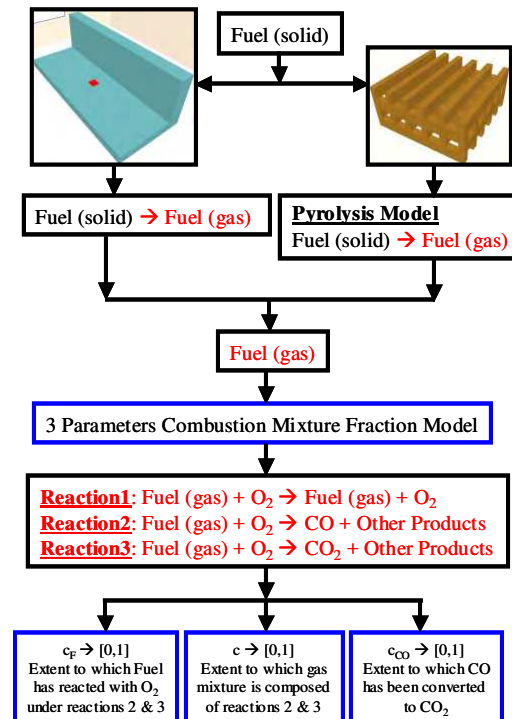 Fuel (solid)
Fuel (solid) → Fuel (gas)
Pyrolysis Model
Fuel (solid) → Fuel (gas)
Fuel (gas)
3 Parameters Combustion Mixture Fraction Model
Reaction1: Fuel (gas) + O₂ → Fuel (gas) + O₂
Reaction2: Fuel (gas) + O₂ → CO + Other Products
Reaction3: Fuel (gas) + O₂ → CO₂ + Other Products
c_F → [0,1]
Extent to which Fuel
has reacted with O₂
under reactions 2 & 3
c → [0,1]
Extent to which gas
mixture is composed
of reactions 2 & 3
c_CO → [0,1]
Extent to which CO
has been converted
to CO₂